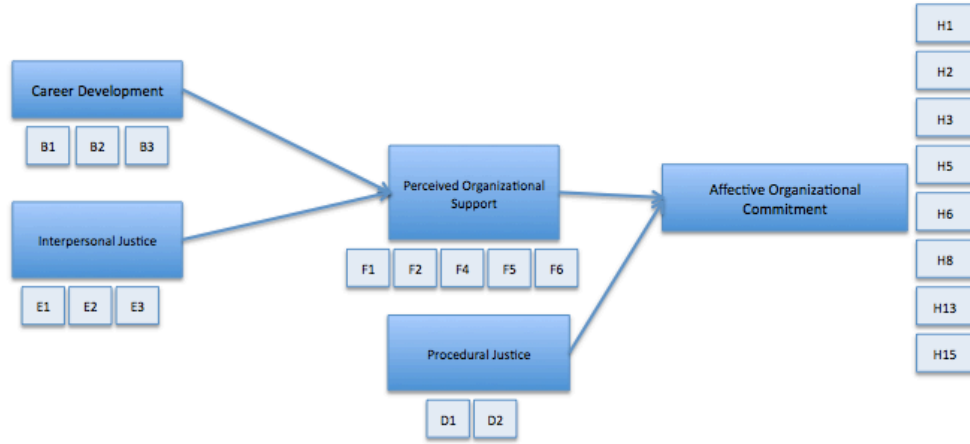 Career Development
B1
B2
B3
Interpersonal Justice
E1
E2
E3
Perceived Organizational
Support
F1
F2
F4
F5
F6
Procedural Justice
D1
D2
Affective Organizational
Commitment
H1
H2
H3
H5
H6
H8
H13
H15